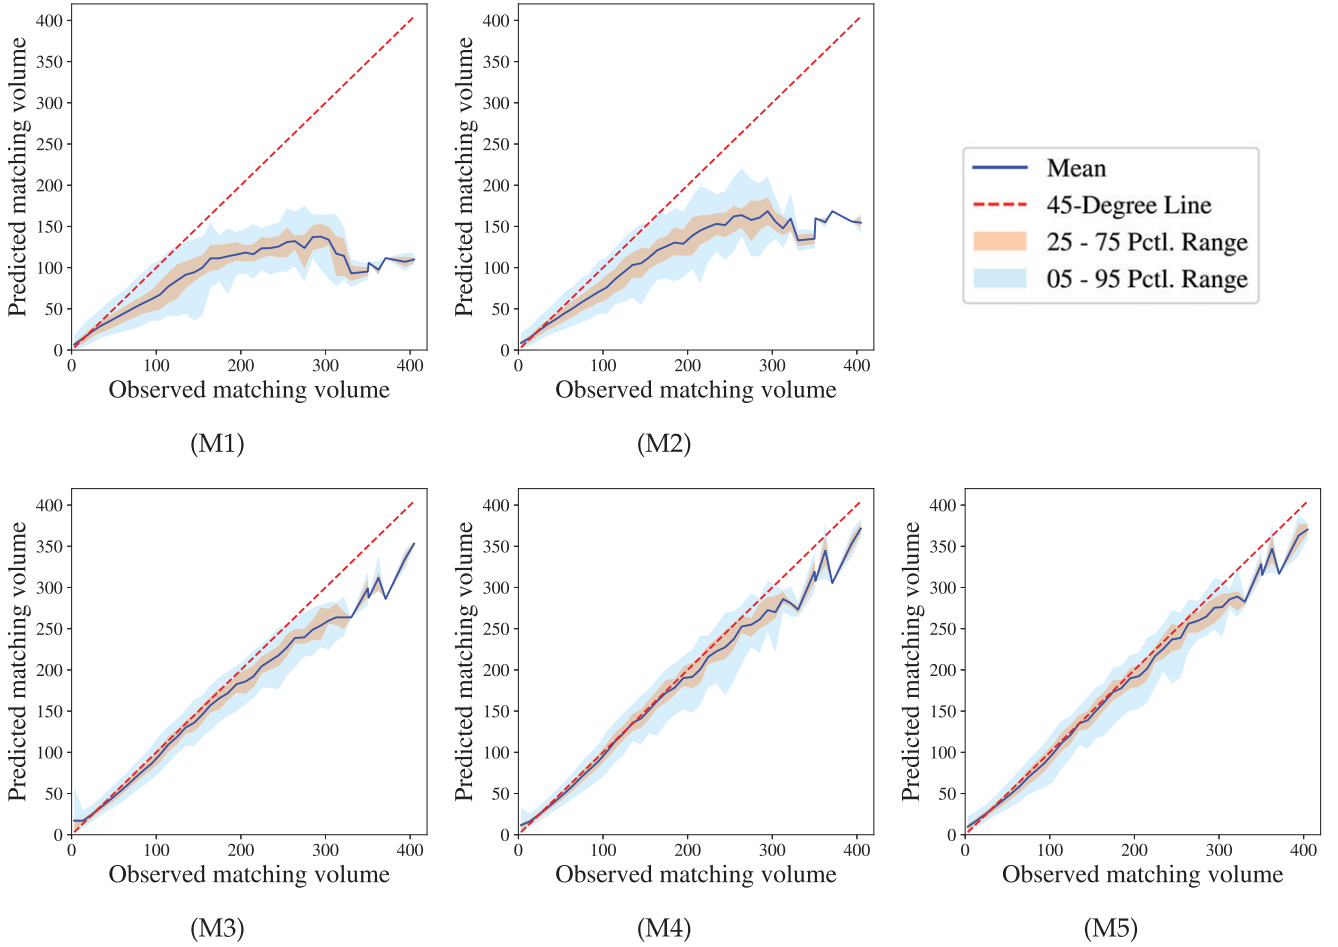 400
350
300
250
200
150
100
50
0
Predicted matching volume
0 100 200 300 400
Observed matching volume
(M1)
400
350
300
250
200
150
100
50
0
Predicted matching volume
0 100 200 300 400
Observed matching volume
(M2)
Mean
45-Degree Line
25 - 75 Pctl. Range
05 - 95 Pctl. Range
400
350
300
250
200
150
100
50
0
Predicted matching volume
0 100 200 300 400
Observed matching volume
(M3)
400
350
300
250
200
150
100
50
0
Predicted matching volume
0 100 200 300 400
Observed matching volume
(M4)
400
350
300
250
200
150
100
50
0
Predicted matching volume
0 100 200 300 400
Observed matching volume
(M5)